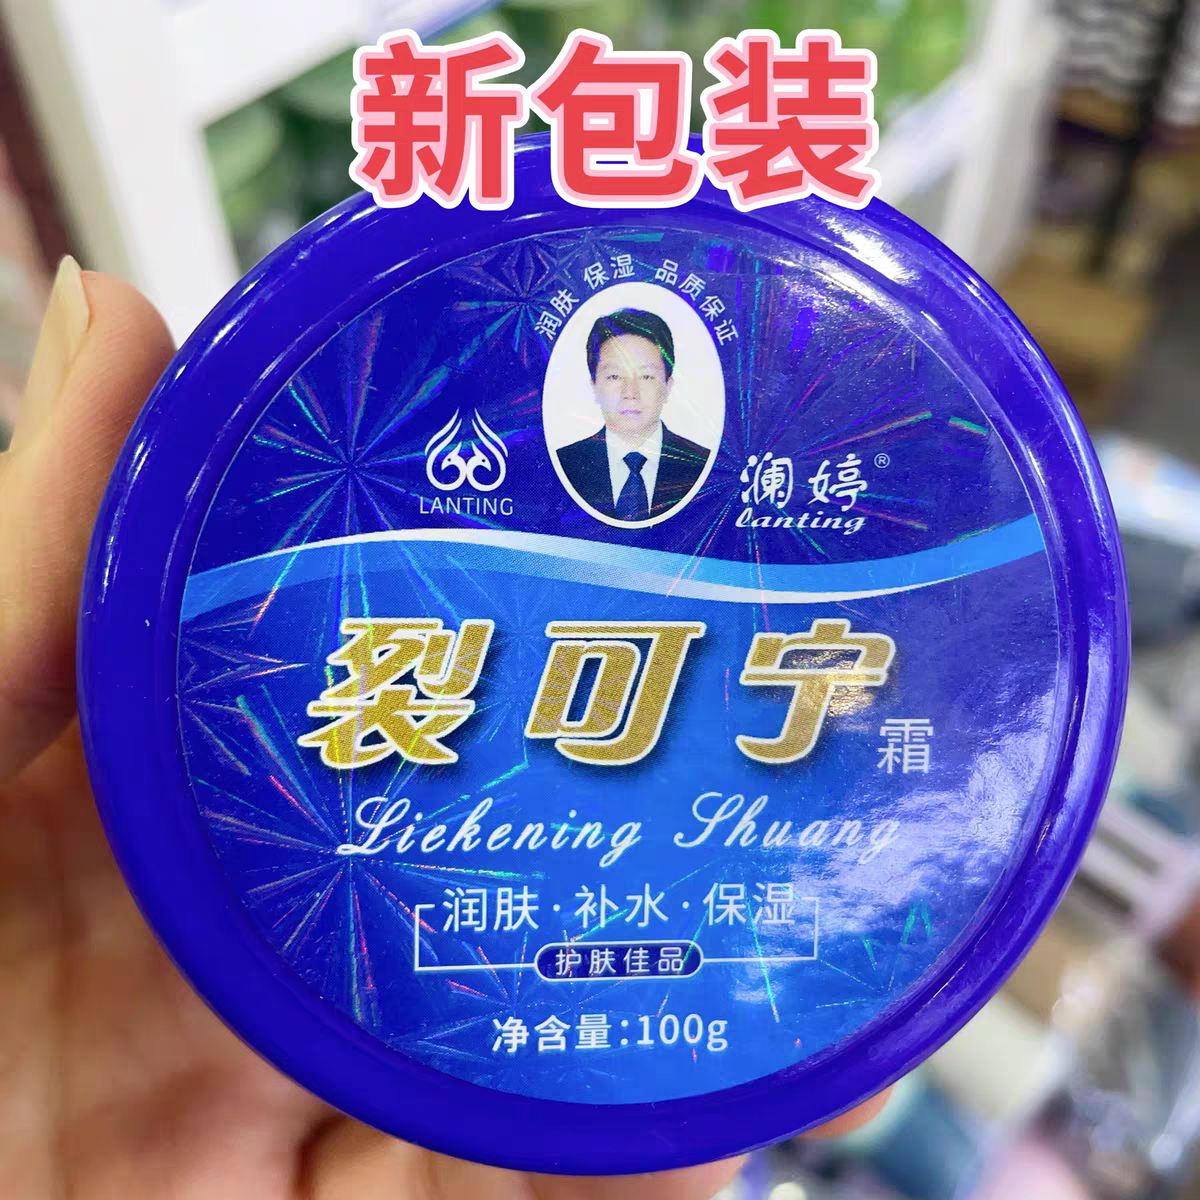 新包装
润肤 保湿 品质保证
LANTING
澜婷®
lanting
裂可宁
霜
Liekening Shuang
润肤·补水·保湿
护肤佳品
净含量:100g